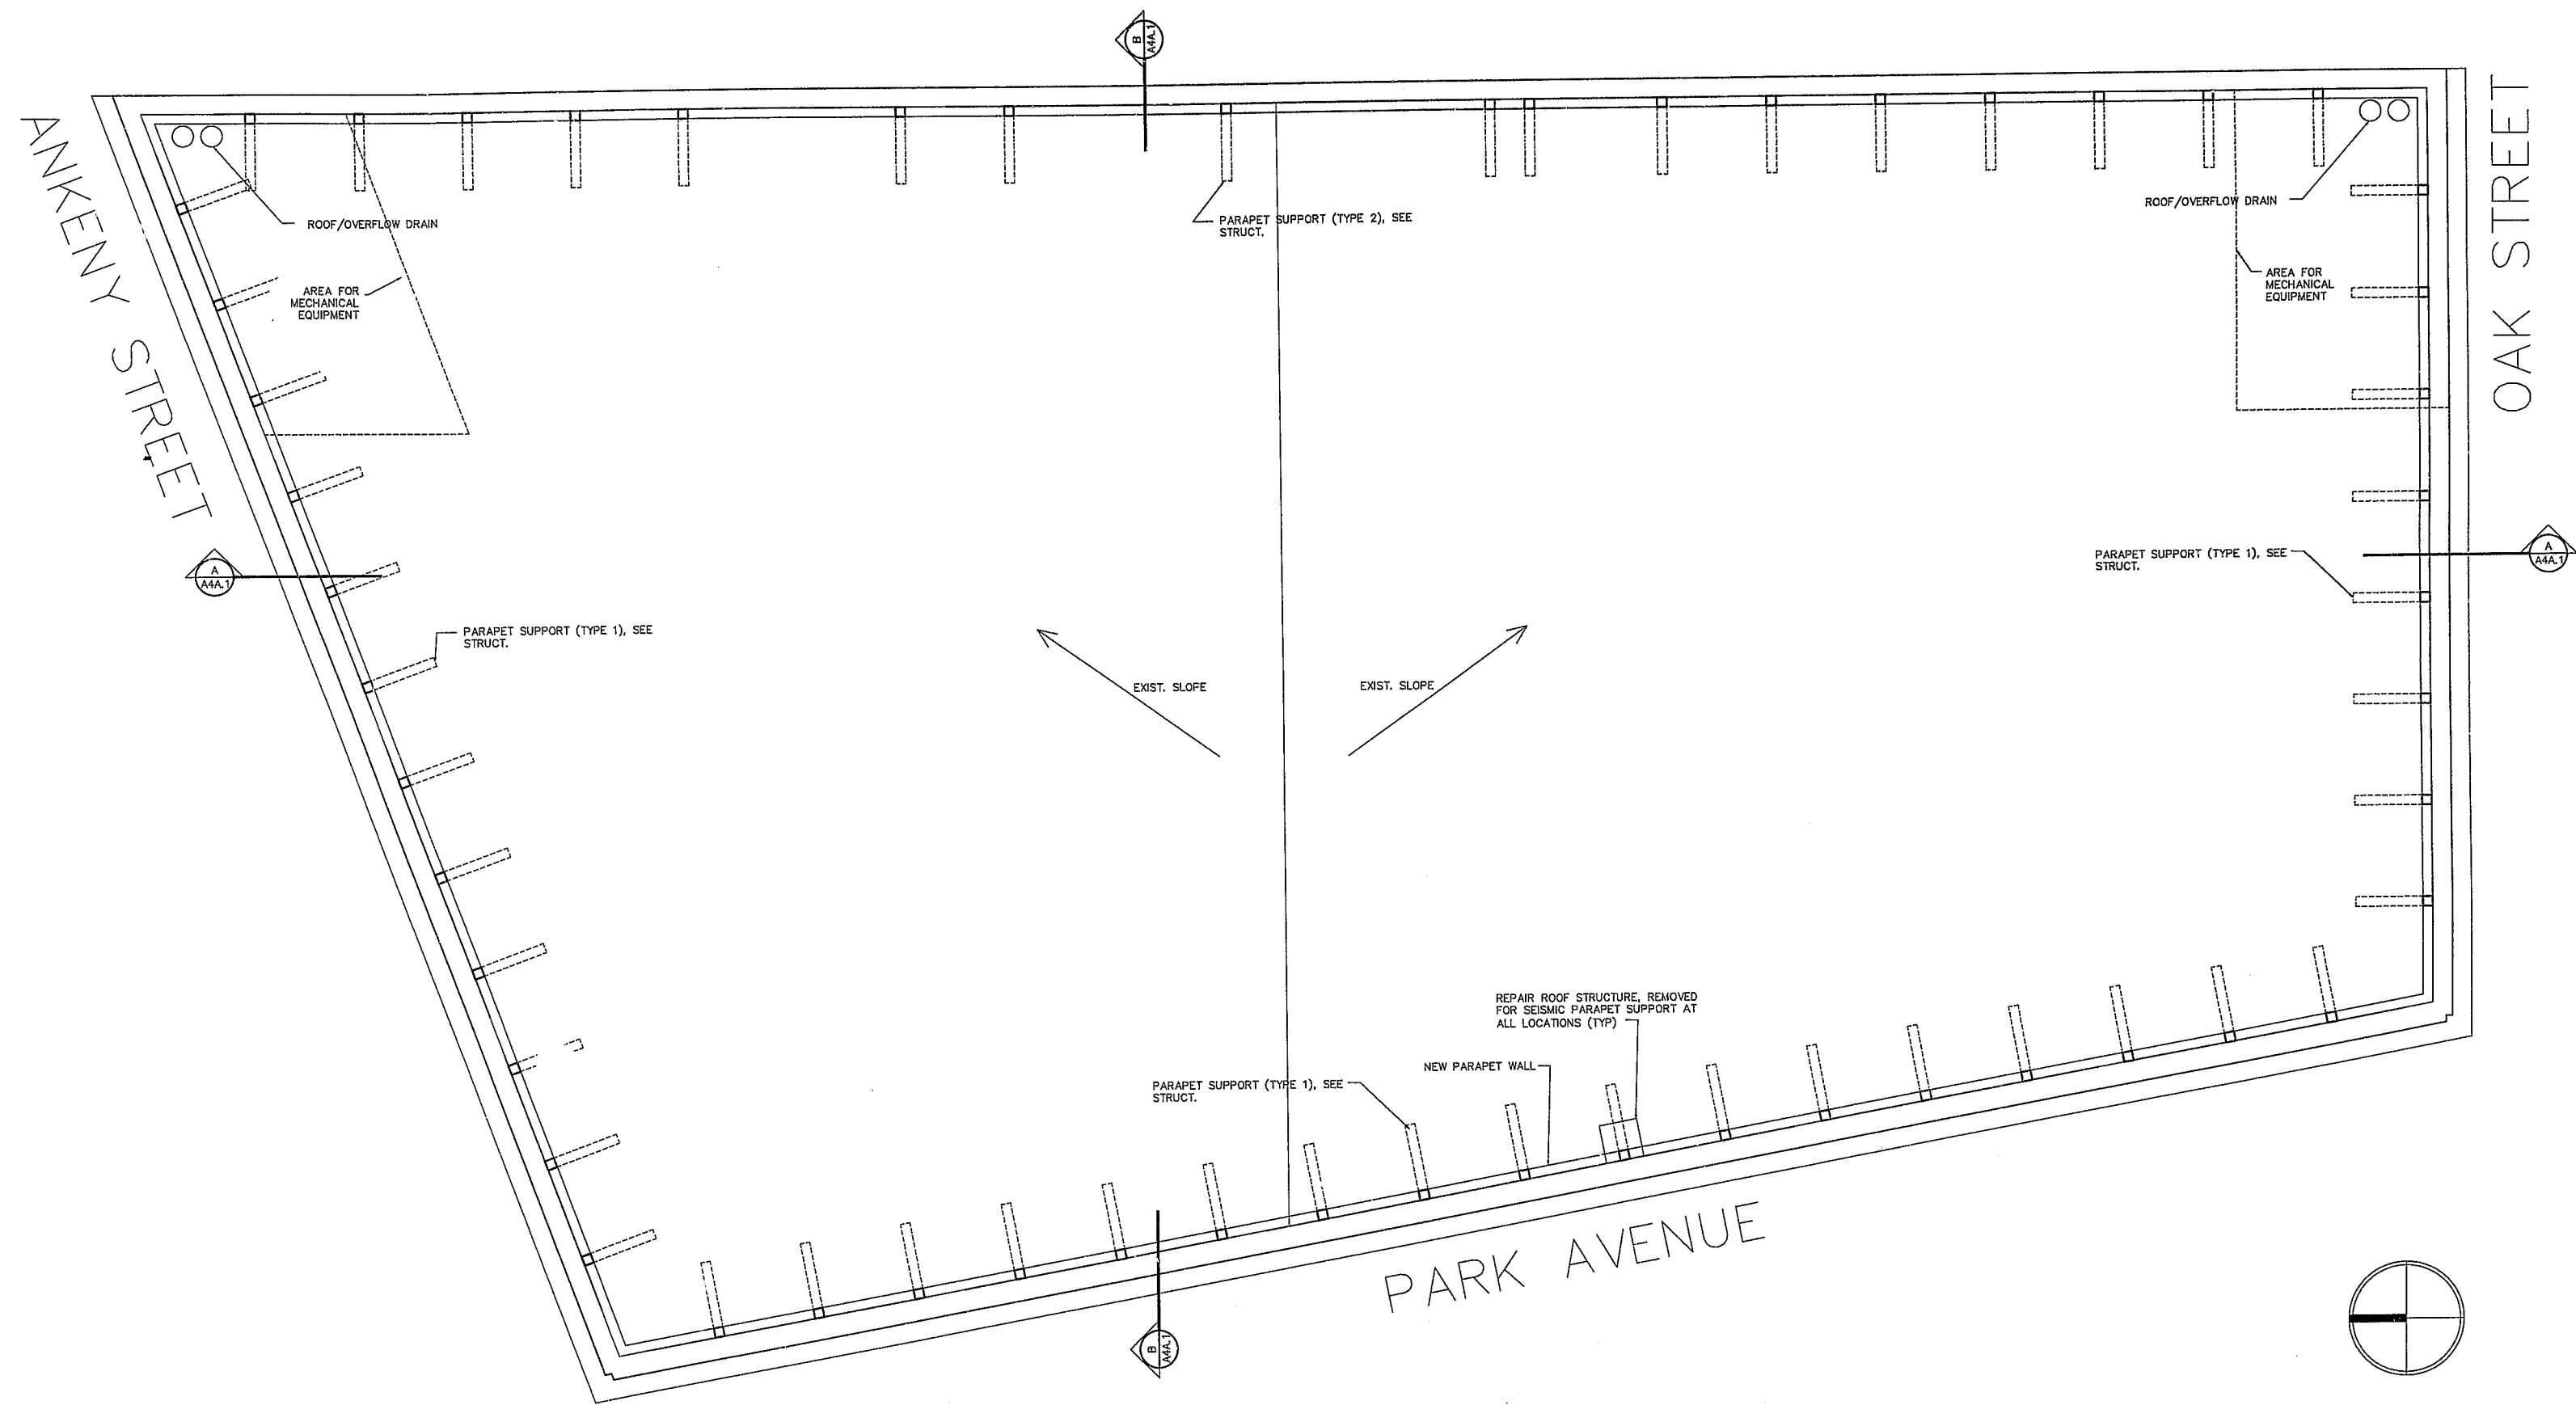 B
A4A.1
ANKENY STREET
OAK STREET
ROOF/OVERFLOW DRAIN
PARAPET SUPPORT (TYPE 2), SEE
STRUCT.
ROOF/OVERFLOW DRAIN
AREA FOR
MECHANICAL
EQUIPMENT
AREA FOR
MECHANICAL
EQUIPMENT
A
A4A.1
A
A4A.1
PARAPET SUPPORT (TYPE 1), SEE
STRUCT.
PARAPET SUPPORT (TYPE 1), SEE
STRUCT.
EXIST. SLOPE
EXIST. SLOPE
REPAIR ROOF STRUCTURE, REMOVED
FOR SEISMIC PARAPET SUPPORT AT
ALL LOCATIONS (TYP)
NEW PARAPET WALL
PARAPET SUPPORT (TYPE 1), SEE
STRUCT.
PARK AVENUE
B
A4A.1